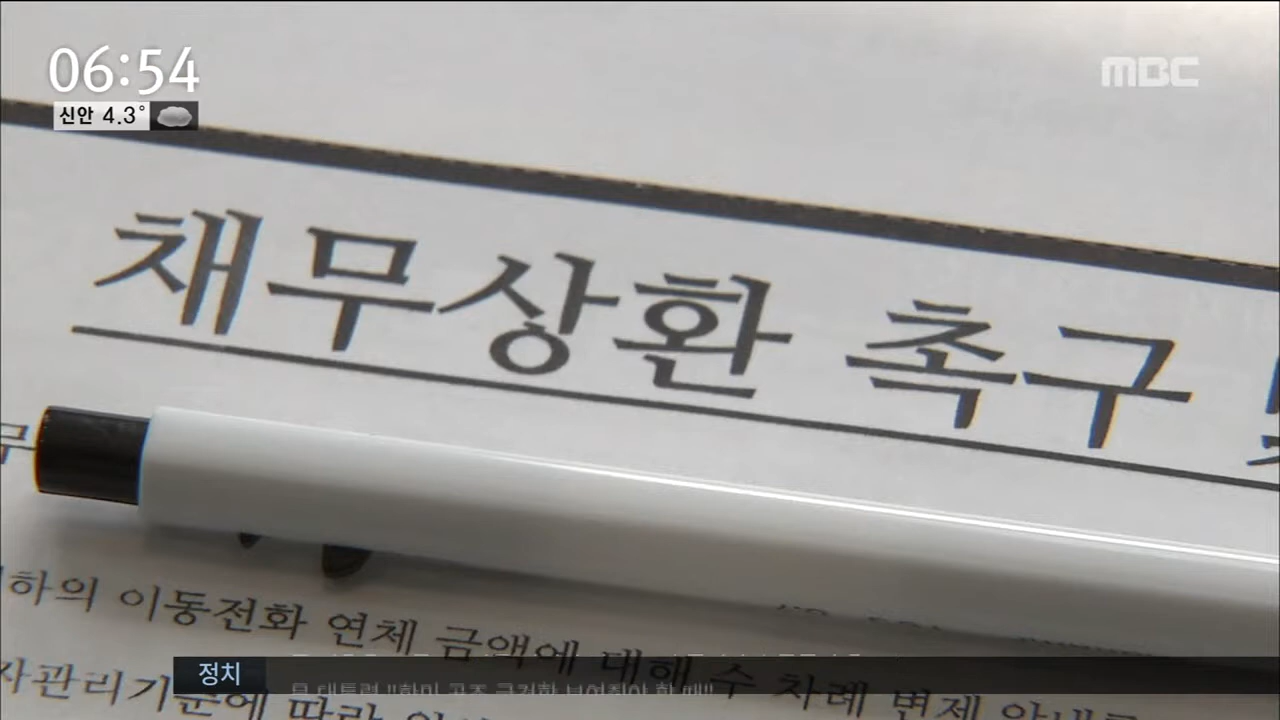 06:54
MBC
신안 4.3°
채무상환 촉구
무
하의 이동전화 연체 금액에 대해 수 차례 변제
자관리기준에 따라
정치